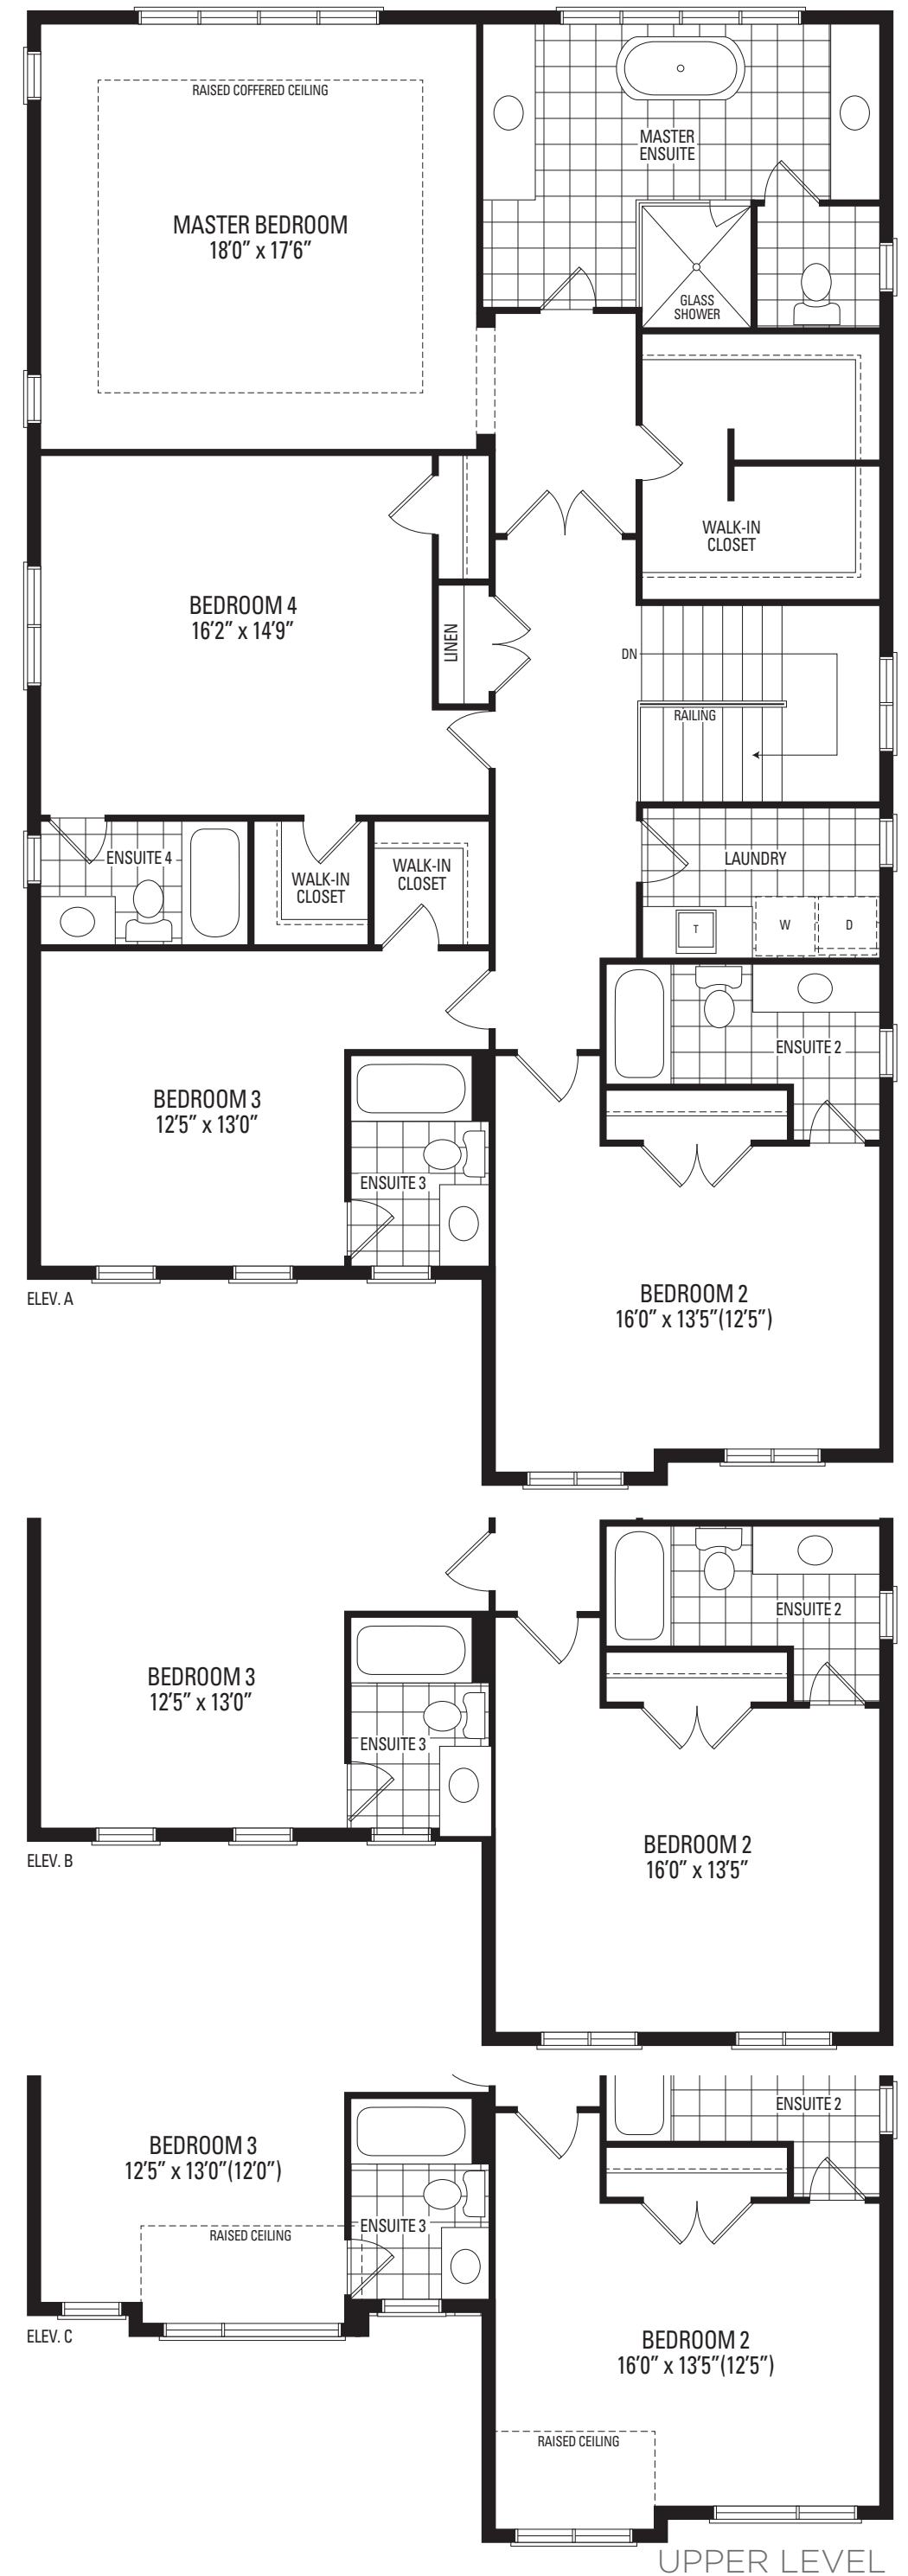 RAISED COFFERED CEILING
MASTER
ENSUITE
MASTER BEDROOM
18'0" x 17'6"
GLASS
SHOWER
WALK-IN
CLOSET
BEDROOM 4
16'2" x 14'9"
LINEN
DN
RAILING
ENSUITE 4
WALK-IN
CLOSET
WALK-IN
CLOSET
LAUNDRY
T
W
D
ENSUITE 2
BEDROOM 3
12'5" x 13'0"
ENSUITE 3
BEDROOM 2
16'0" x 13'5"(12'5")
ELEV. A
ENSUITE 2
BEDROOM 3
12'5" x 13'0"
ENSUITE 3
BEDROOM 2
16'0" x 13'5"
ELEV. B
ENSUITE 2
BEDROOM 3
12'5" x 13'0"(12'0")
RAISED CEILING
ENSUITE 3
ELEV. C
BEDROOM 2
16'0" x 13'5"(12'5")
RAISED CEILING
UPPER LEVEL